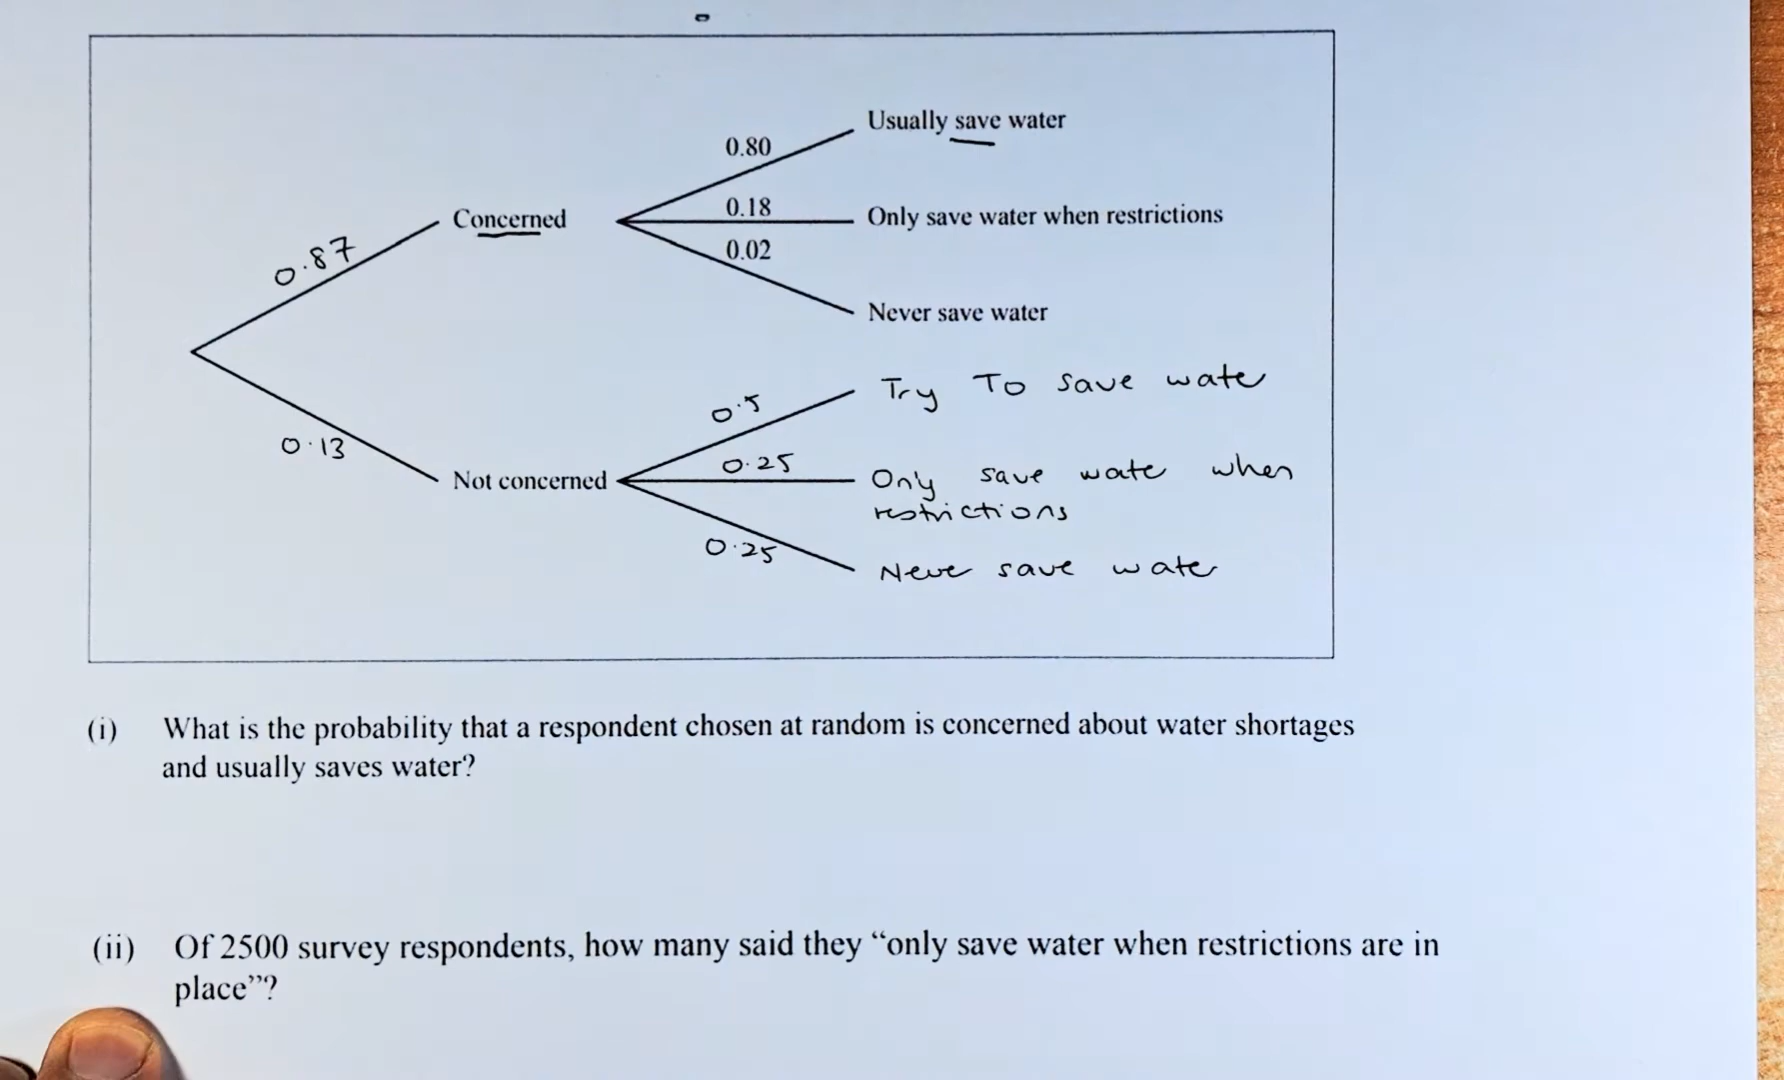 Usually save water
0.80
0.18
Concerned
Only save water when restrictions
0.87
0.02
Never save water
Try To save wate
0.5
0.13
0.25
Not concerned
Only save wate when
restrictions
0.25
Neve save wate
(i) What is the probability that a respondent chosen at random is concerned about water shortages
and usually saves water?
(ii) Of 2500 survey respondents, how many said they “only save water when restrictions are in
place”?